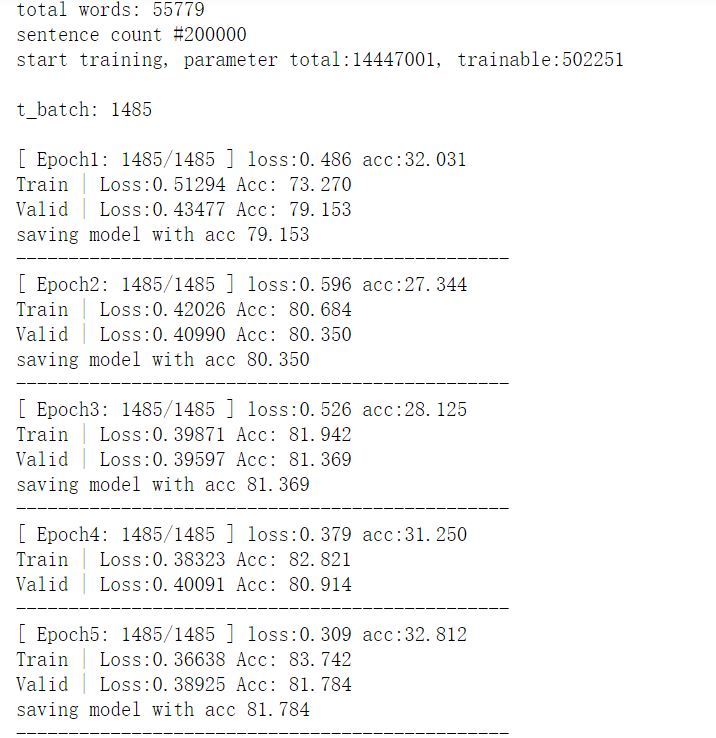 total words: 55779
sentence count #200000
start training, parameter total:14447001, trainable:502251
t_batch: 1485
[ Epoch1: 1485/1485 ] loss:0.486 acc:32.031
Train | Loss:0.51294 Acc: 73.270
Valid | Loss:0.43477 Acc: 79.153
saving model with acc 79.153
-----------------------------------------------
[ Epoch2: 1485/1485 ] loss:0.596 acc:27.344
Train | Loss:0.42026 Acc: 80.684
Valid | Loss:0.40990 Acc: 80.350
saving model with acc 80.350
-----------------------------------------------
[ Epoch3: 1485/1485 ] loss:0.526 acc:28.125
Train | Loss:0.39871 Acc: 81.942
Valid | Loss:0.39597 Acc: 81.369
saving model with acc 81.369
-----------------------------------------------
[ Epoch4: 1485/1485 ] loss:0.379 acc:31.250
Train | Loss:0.38323 Acc: 82.821
Valid | Loss:0.40091 Acc: 80.914
-----------------------------------------------
[ Epoch5: 1485/1485 ] loss:0.309 acc:32.812
Train | Loss:0.36638 Acc: 83.742
Valid | Loss:0.38925 Acc: 81.784
saving model with acc 81.784
-----------------------------------------------